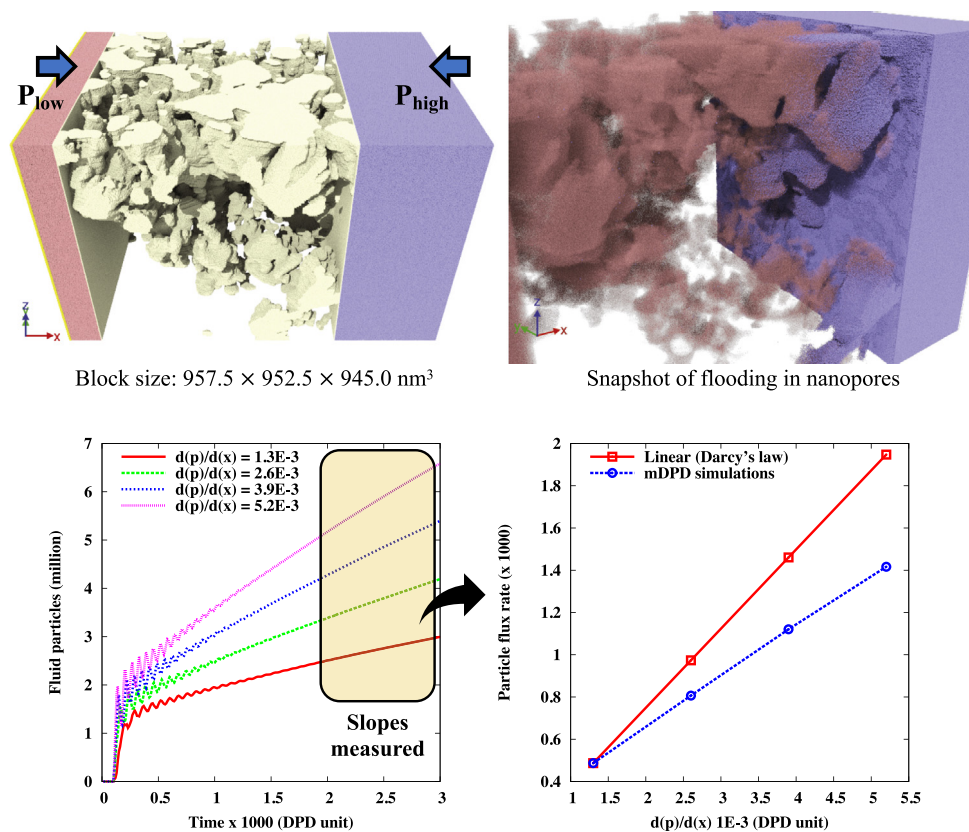 P_low
P_high
Z
X
Z
X
Block size: 957.5 × 952.5 × 945.0 nm³
Snapshot of flooding in nanopores
7
6
5
4
3
2
1
0
Fluid particles (million)
d(p)/d(x) = 1.3E-3
d(p)/d(x) = 2.6E-3
d(p)/d(x) = 3.9E-3
d(p)/d(x) = 5.2E-3
Slopes
measured
0 0.5 1 1.5 2 2.5 3
Time x 1000 (DPD unit)
2
1.8
1.6
1.4
1.2
1
0.8
0.6
0.4
Particle flux rate (x 1000)
Linear (Darcy's law)
mDPD simulations
1 1.5 2 2.5 3 3.5 4 4.5 5 5.5
d(p)/d(x) 1E-3 (DPD unit)